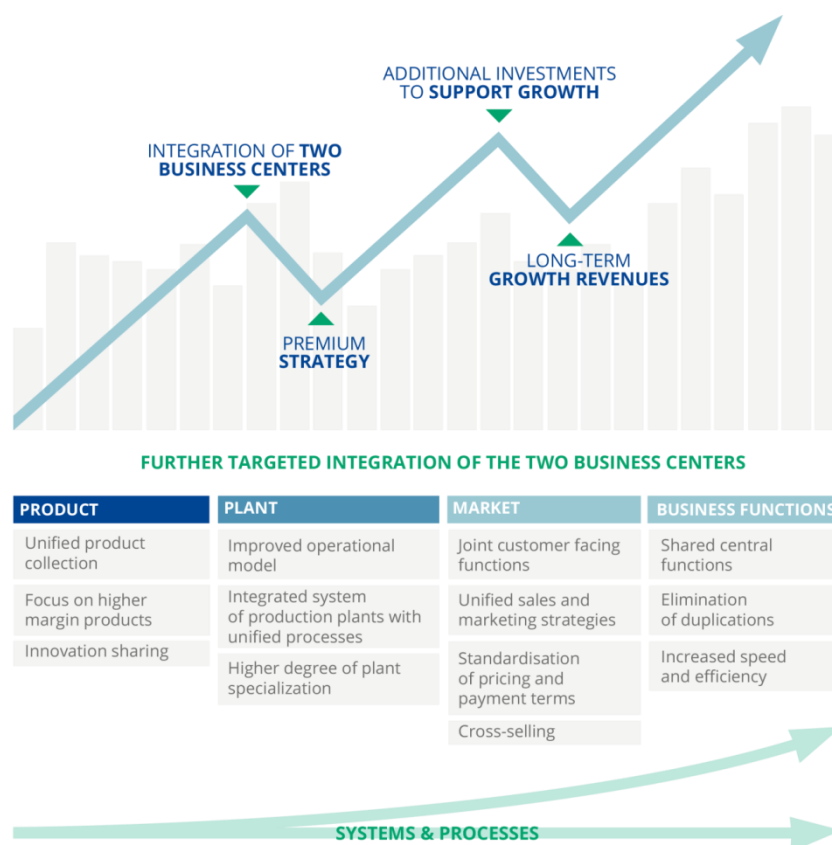 ADDITIONAL INVESTMENTS
TO SUPPORT GROWTH
INTEGRATION OF TWO
BUSINESS CENTERS
LONG-TERM
GROWTH REVENUES
PREMIUM
STRATEGY
FURTHER TARGETED INTEGRATION OF THE TWO BUSINESS CENTERS
PRODUCT
Unified product
collection
Focus on higher
margin products
Innovation sharing
PLANT
Improved operational
model
Integrated system
of production plants with
unified processes
Higher degree of plant
specialization
MARKET
Joint customer facing
functions
Unified sales and
marketing strategies
Standardisation
of pricing and
payment terms
Cross-selling
BUSINESS FUNCTIONS
Shared central
functions
Elimination
of duplications
Increased speed
and efficiency
SYSTEMS & PROCESSES